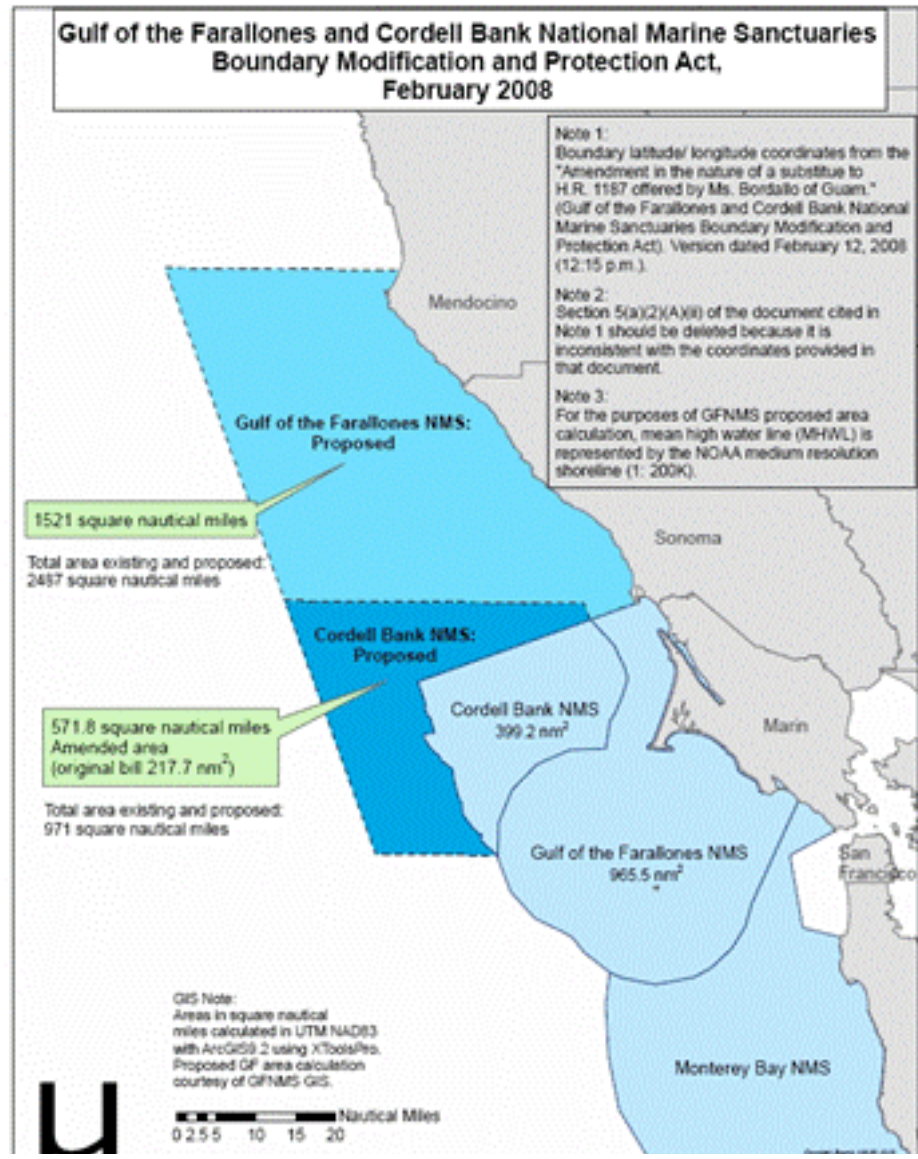 Gulf of the Farallones and Cordell Bank National Marine Sanctuaries
Boundary Modification and Protection Act,
February 2008
Note 1:
Boundary latitude/ longitude coordinates from the
"Amendment in the nature of a substitue to
H.R. 1187 offered by Ms. Bordallo of Guam."
(Gulf of the Farallones and Cordell Bank National
Marine Sanctuaries Boundary Modification and
Protection Act). Version dated February 12, 2008
(12:15 p.m.).
Note 2:
Section 5(a)(2)(A)(ii) of the document cited in
Note 1 should be deleted because it is
inconsistent with the coordinates provided in
that document.
Note 3:
For the purposes of GFNMS proposed area
calculation, mean high water line (MHWL) is
represented by the NOAA medium resolution
shoreline (1: 200K).
Mendocino
Gulf of the Farallones NMS:
Proposed
1521 square nautical miles
Total area existing and proposed:
2487 square nautical miles
Sonoma
Cordell Bank NMS:
Proposed
571.8 square nautical miles
Amended area
(original bill 217.7 nm²)
Total area existing and proposed:
971 square nautical miles
Cordell Bank NMS
399.2 nm²
Marin
Gulf of the Farallones NMS
965.5 nm²
San
Francisco
GIS Note:
Areas in square nautical
miles calculated in UTM NAD83
with ArcGIS9.2 using XToolsPro.
Proposed GF area calculation
courtesy of GFNMS GIS.
Monterey Bay NMS
Nautical Miles
0 2.5 5 10 15 20